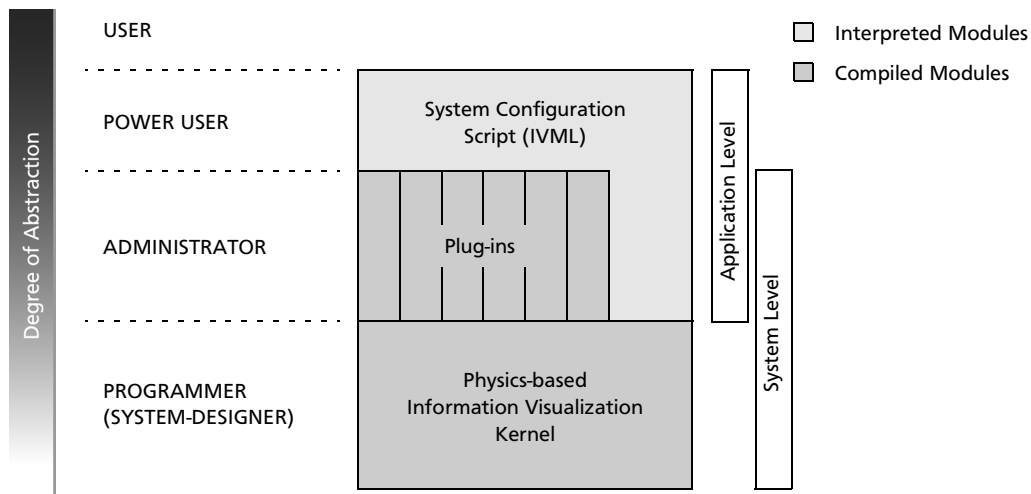 USER
Interpreted Modules
Compiled Modules
POWER USER
System Configuration
Script (IVML)
Degree of Abstraction
ADMINISTRATOR
Plug-ins
Application Level
System Level
PROGRAMMER
(SYSTEM-DESIGNER)
Physics-based
Information Visualization
Kernel